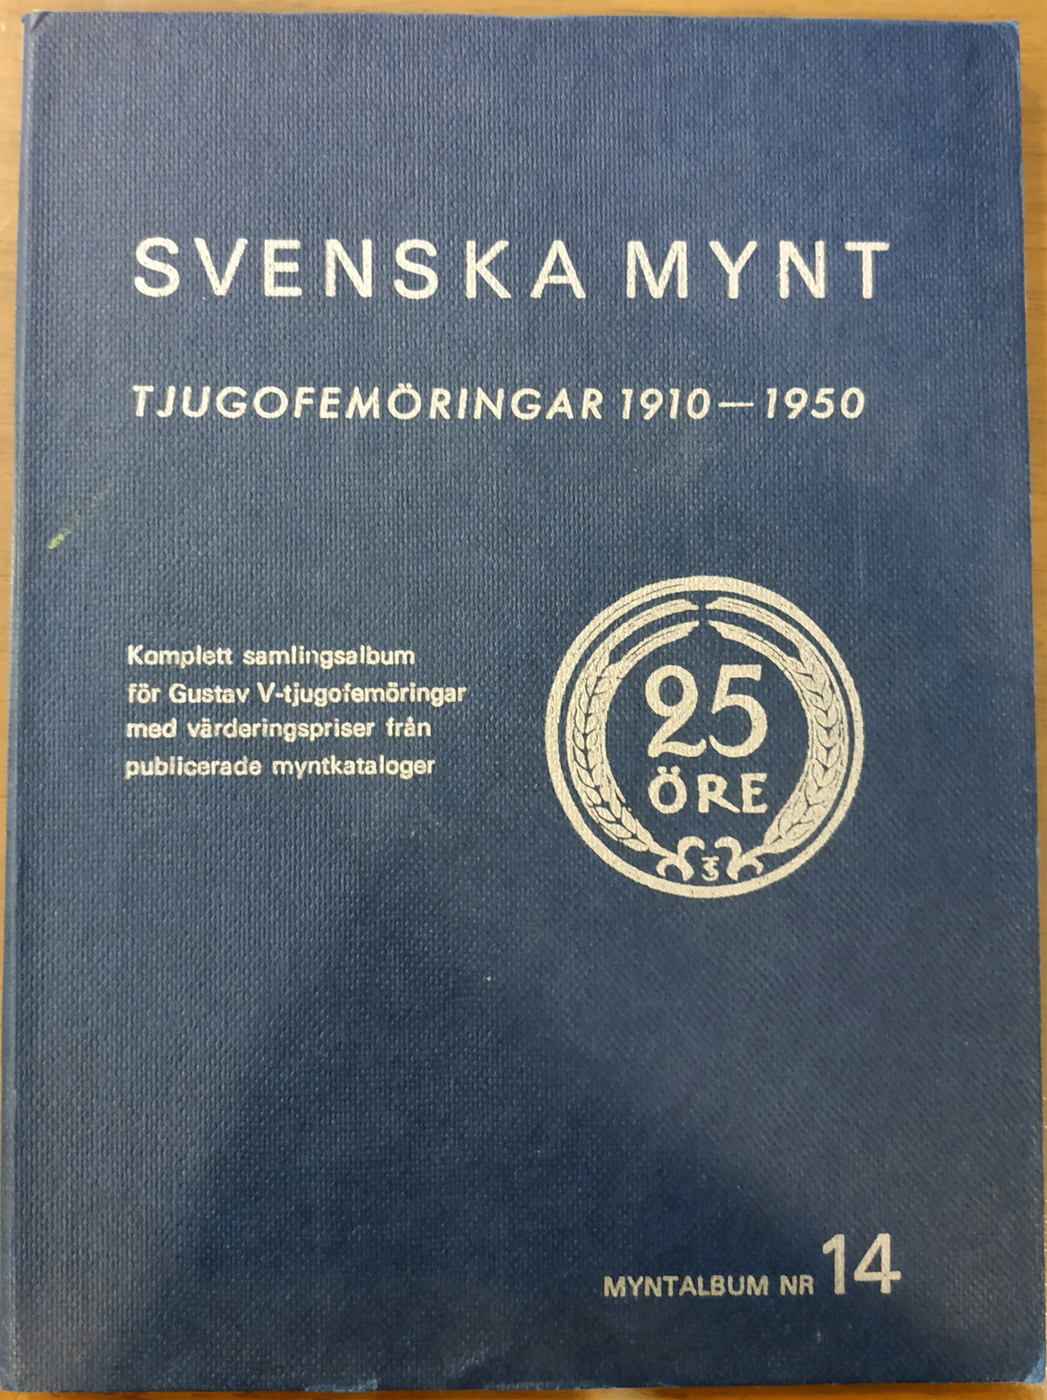 SVENSKA MYNT
TJUGOFEMÖRINGAR 1910—1950
Komplett samlingsalbum
för Gustav V-tjugofemöringar
med värderingspriser från
publicerade myntkataloger
25
ÖRE
TS
MYNTALBUM NR 14